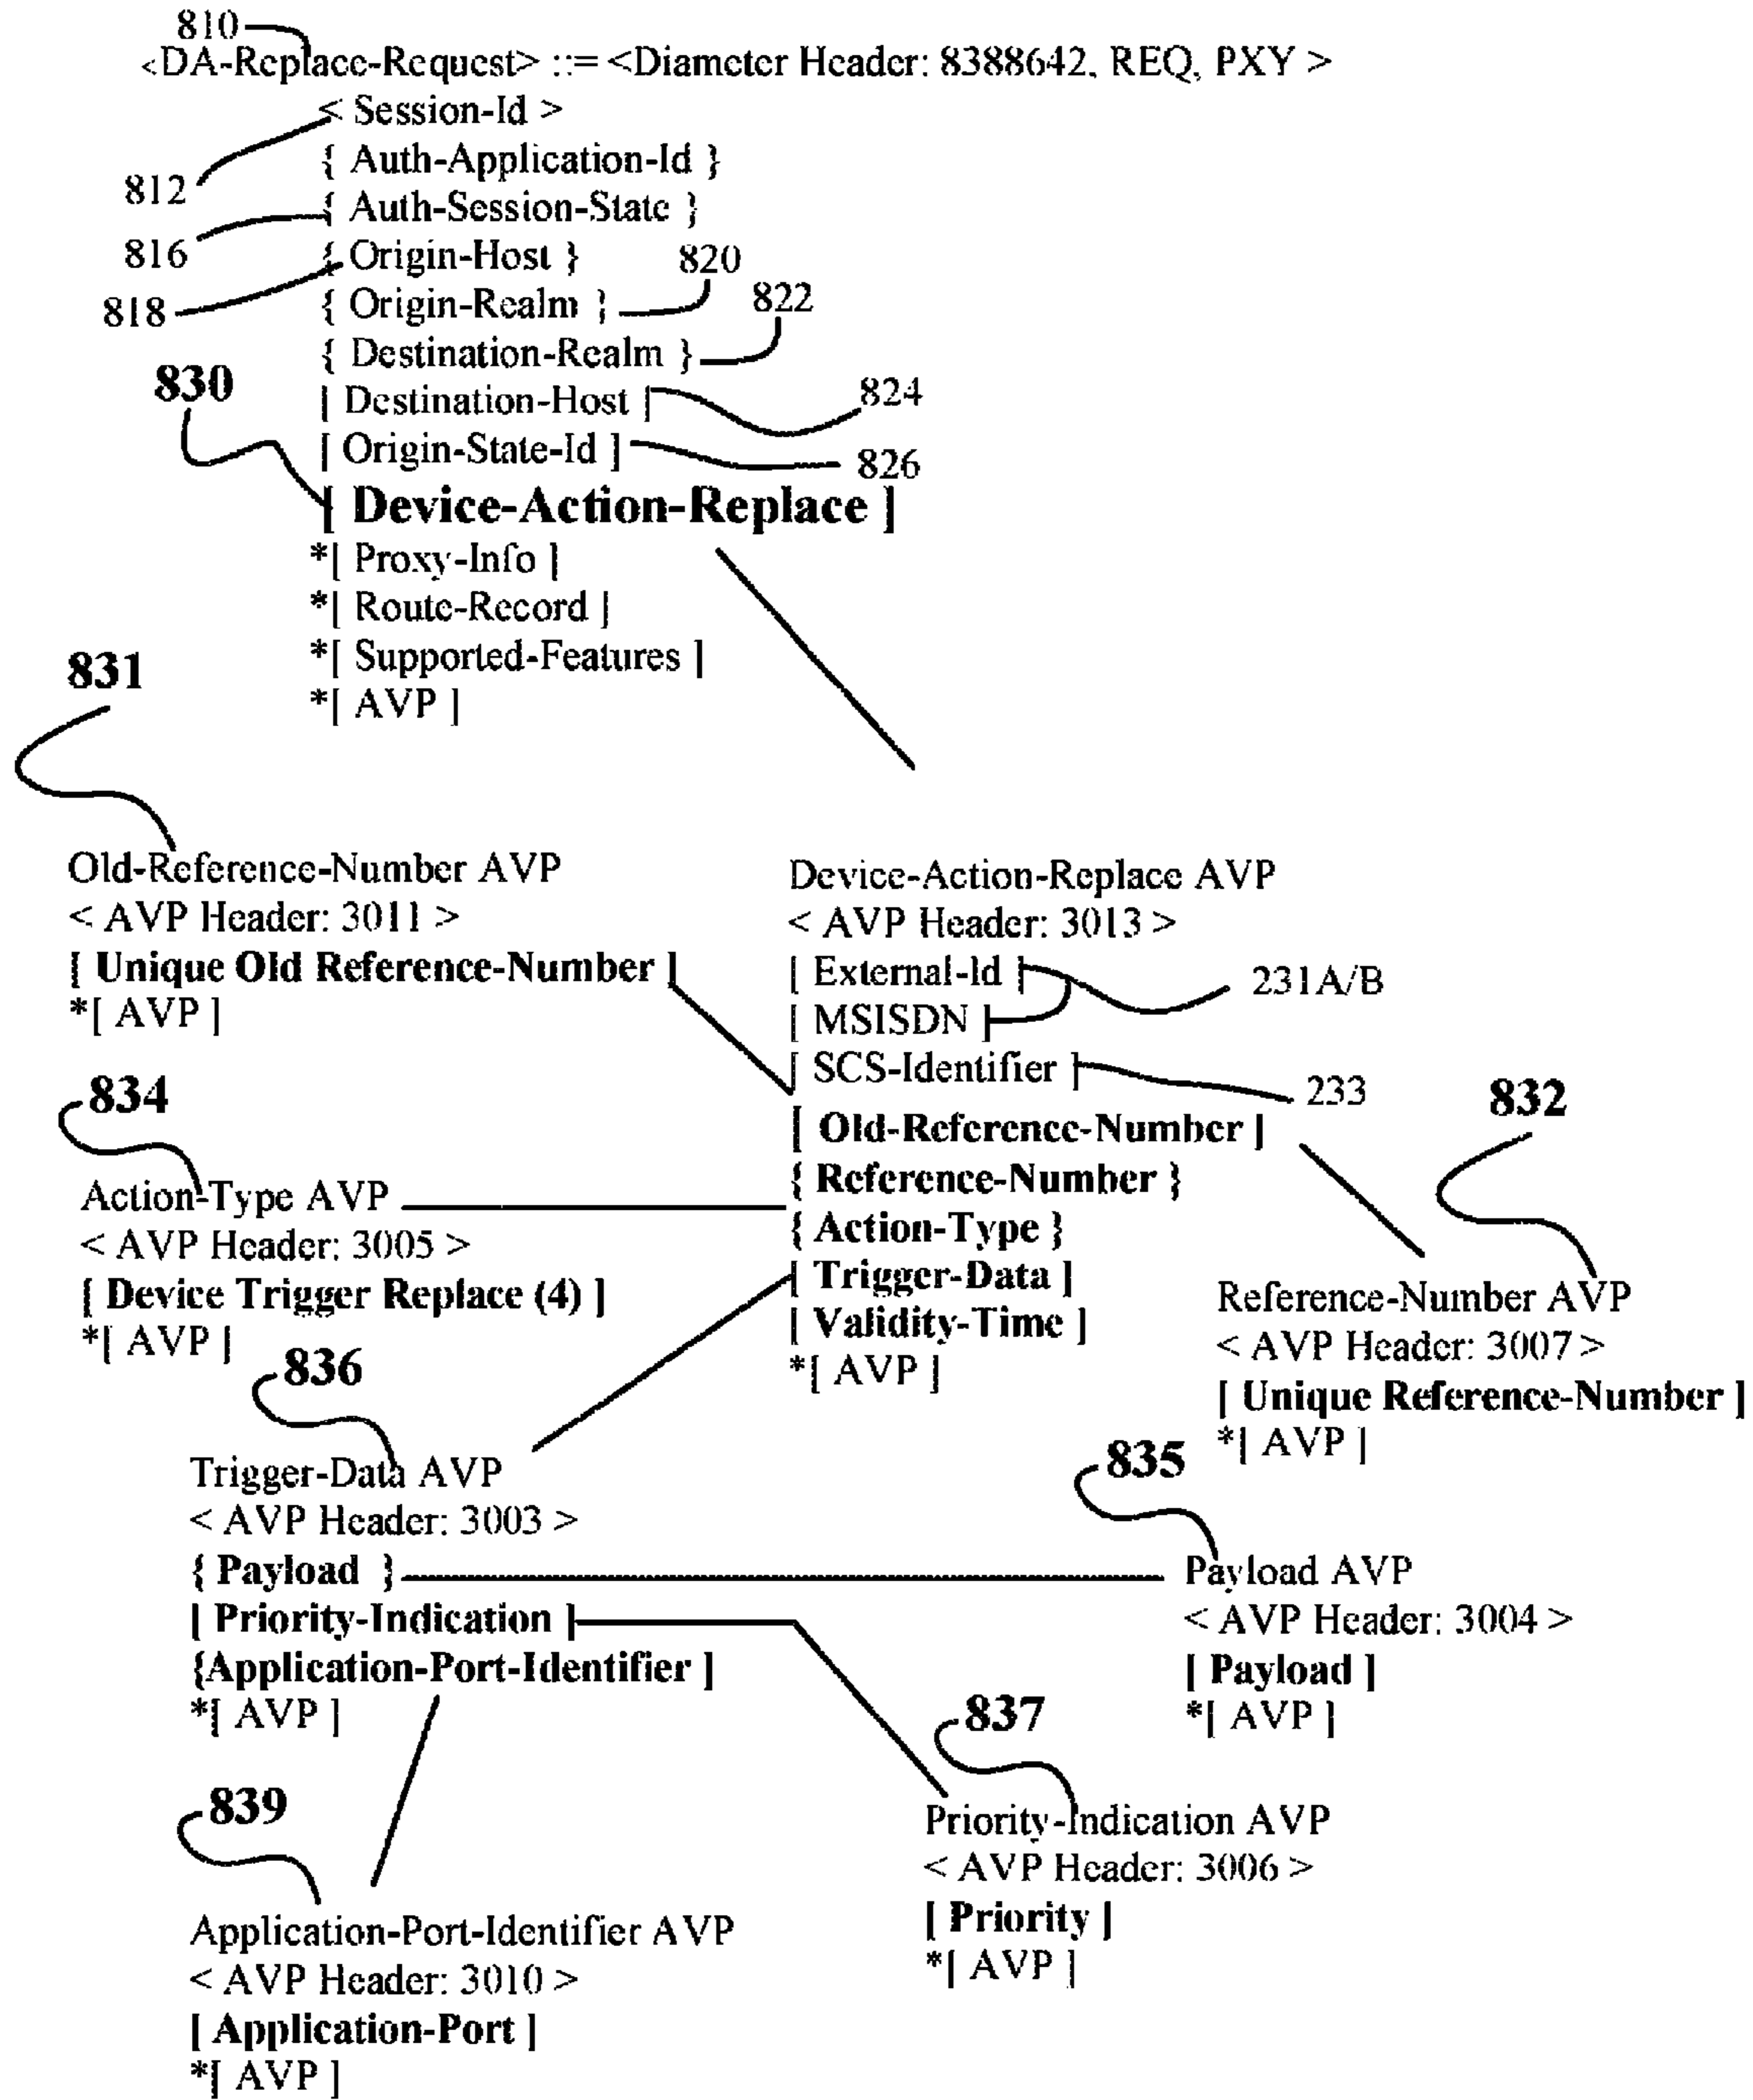 810
<DA-Replace-Request> ::= <Diameter Header: 8388642, REQ, PXY >
< Session-Id >
{ Auth-Application-Id }
812
{ Auth-Session-State }
816
{ Origin-Host }
820
818
{ Origin-Realm }
822
{ Destination-Realm }
830
[ Destination-Host ]
824
[ Origin-State-Id ]
826
[ Device-Action-Replace ]
*[ Proxy-Info ]
*[ Route-Record ]
*[ Supported-Features ]
*[ AVP ]
831
Old-Reference-Number AVP
< AVP Header: 3011 >
[ Unique Old Reference-Number ]
*[ AVP ]
Device-Action-Replace AVP
< AVP Header: 3013 >
[ External-Id ]
231A/B
[ MSISDN ]
[ SCS-Identifier ]
233
[ Old-Reference-Number ]
{ Reference-Number }
{ Action-Type }
[ Trigger-Data ]
[ Validity-Time ]
*[ AVP ]
834
Action-Type AVP
< AVP Header: 3005 >
[ Device Trigger Replace (4) ]
*[ AVP ]
832
Reference-Number AVP
< AVP Header: 3007 >
[ Unique Reference-Number ]
*[ AVP ]
836
Trigger-Data AVP
< AVP Header: 3003 >
{ Payload }
[ Priority-Indication ]
{Application-Port-Identifier ]
*[ AVP ]
835
Payload AVP
< AVP Header: 3004 >
[ Payload ]
*[ AVP ]
837
Priority-Indication AVP
< AVP Header: 3006 >
[ Priority ]
*[ AVP ]
839
Application-Port-Identifier AVP
< AVP Header: 3010 >
[ Application-Port ]
*[ AVP ]